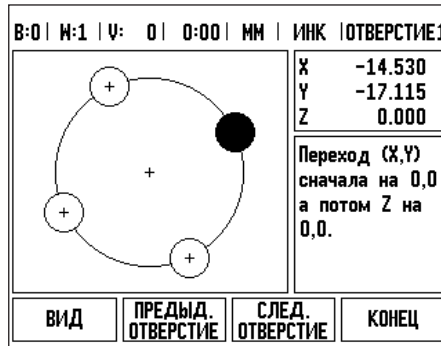 В:0| И:1 |V: 0| 0:00| ММ | ИНК |ОТВЕРСТИЕ1
X -14.530
Y -17.115
Z 0.000
Переход (X,Y)
сначала на 0,0
а потом Z на
0,0.
ВИД
ПРЕДЫД.
ОТВЕРСТИЕ
СЛЕД.
ОТВЕРСТИЕ
КОНЕЦ